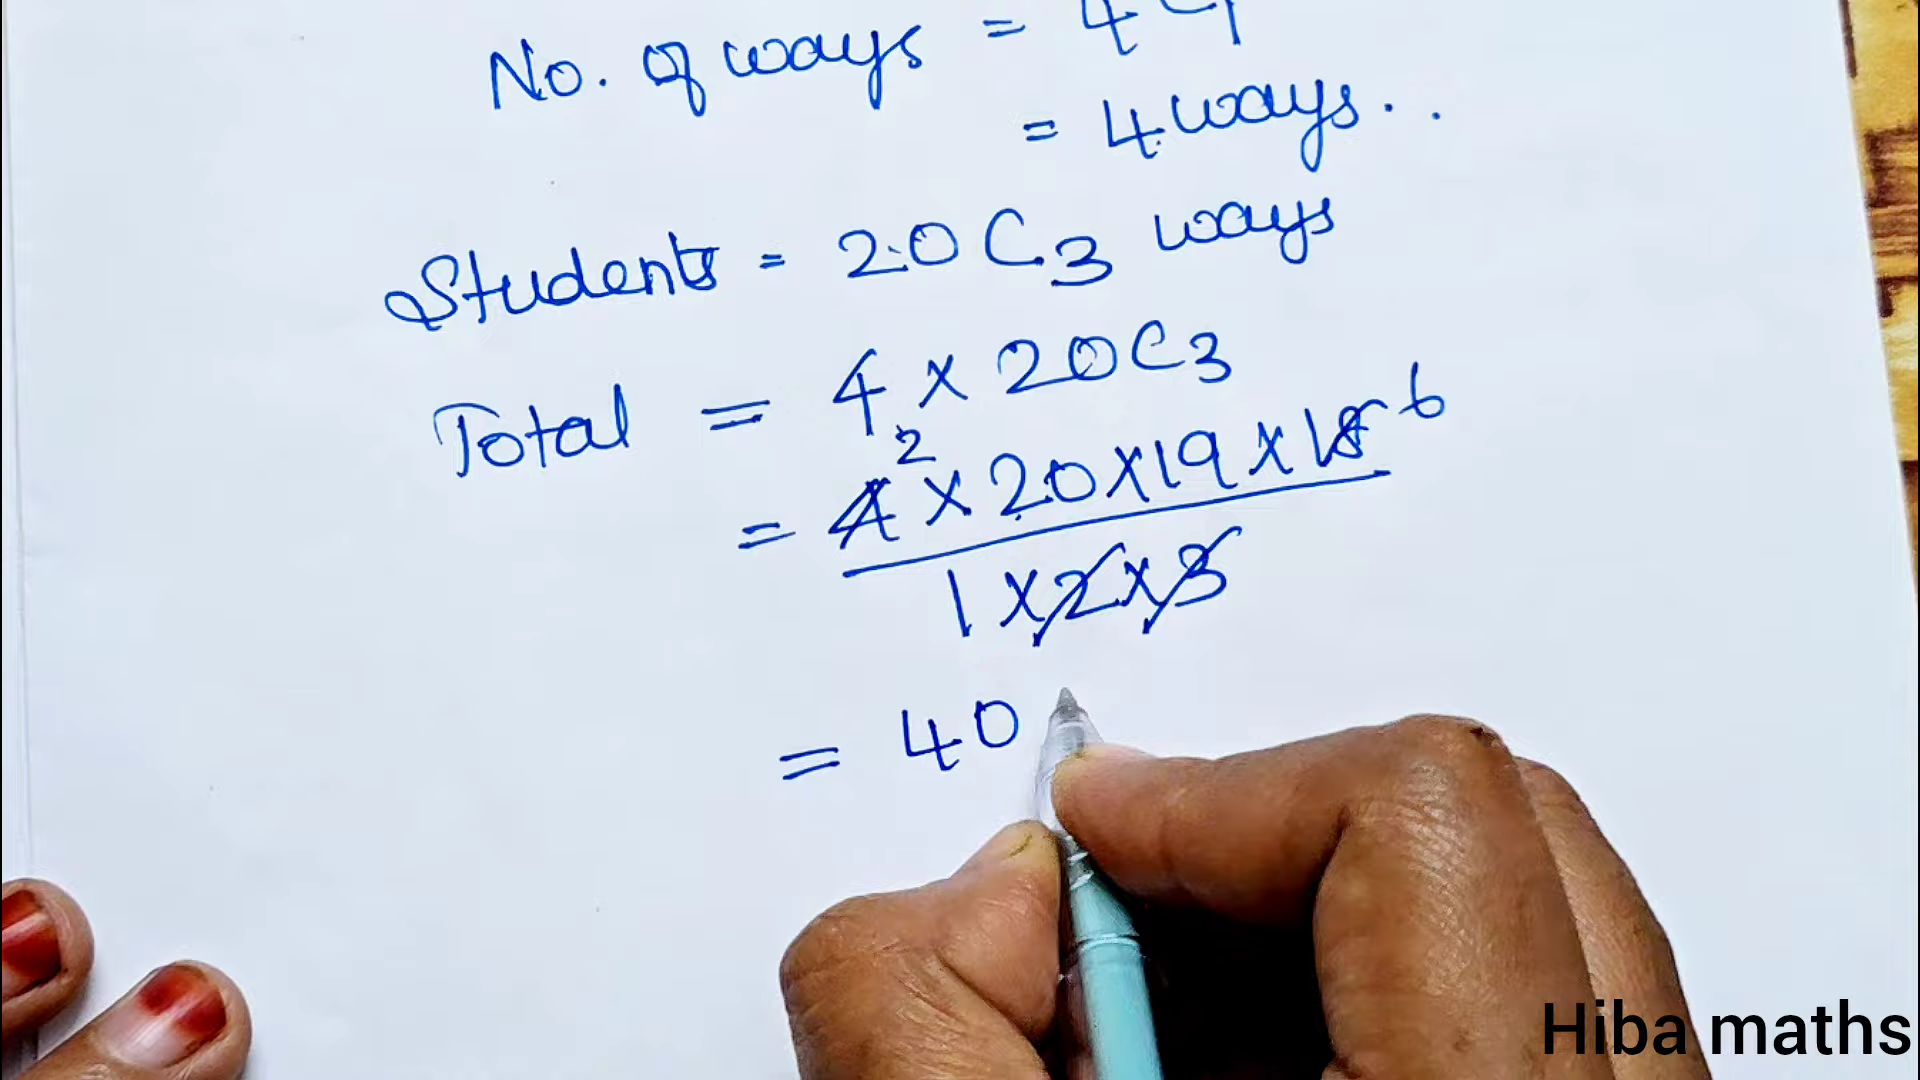 No. of ways = 4C1
= 4 ways..
Students = 20C3 ways
Total = 4 x 20C3
2 6
= 4 x 20 x 19 x 18
1 x 2 x 3
= 40
Hiba maths